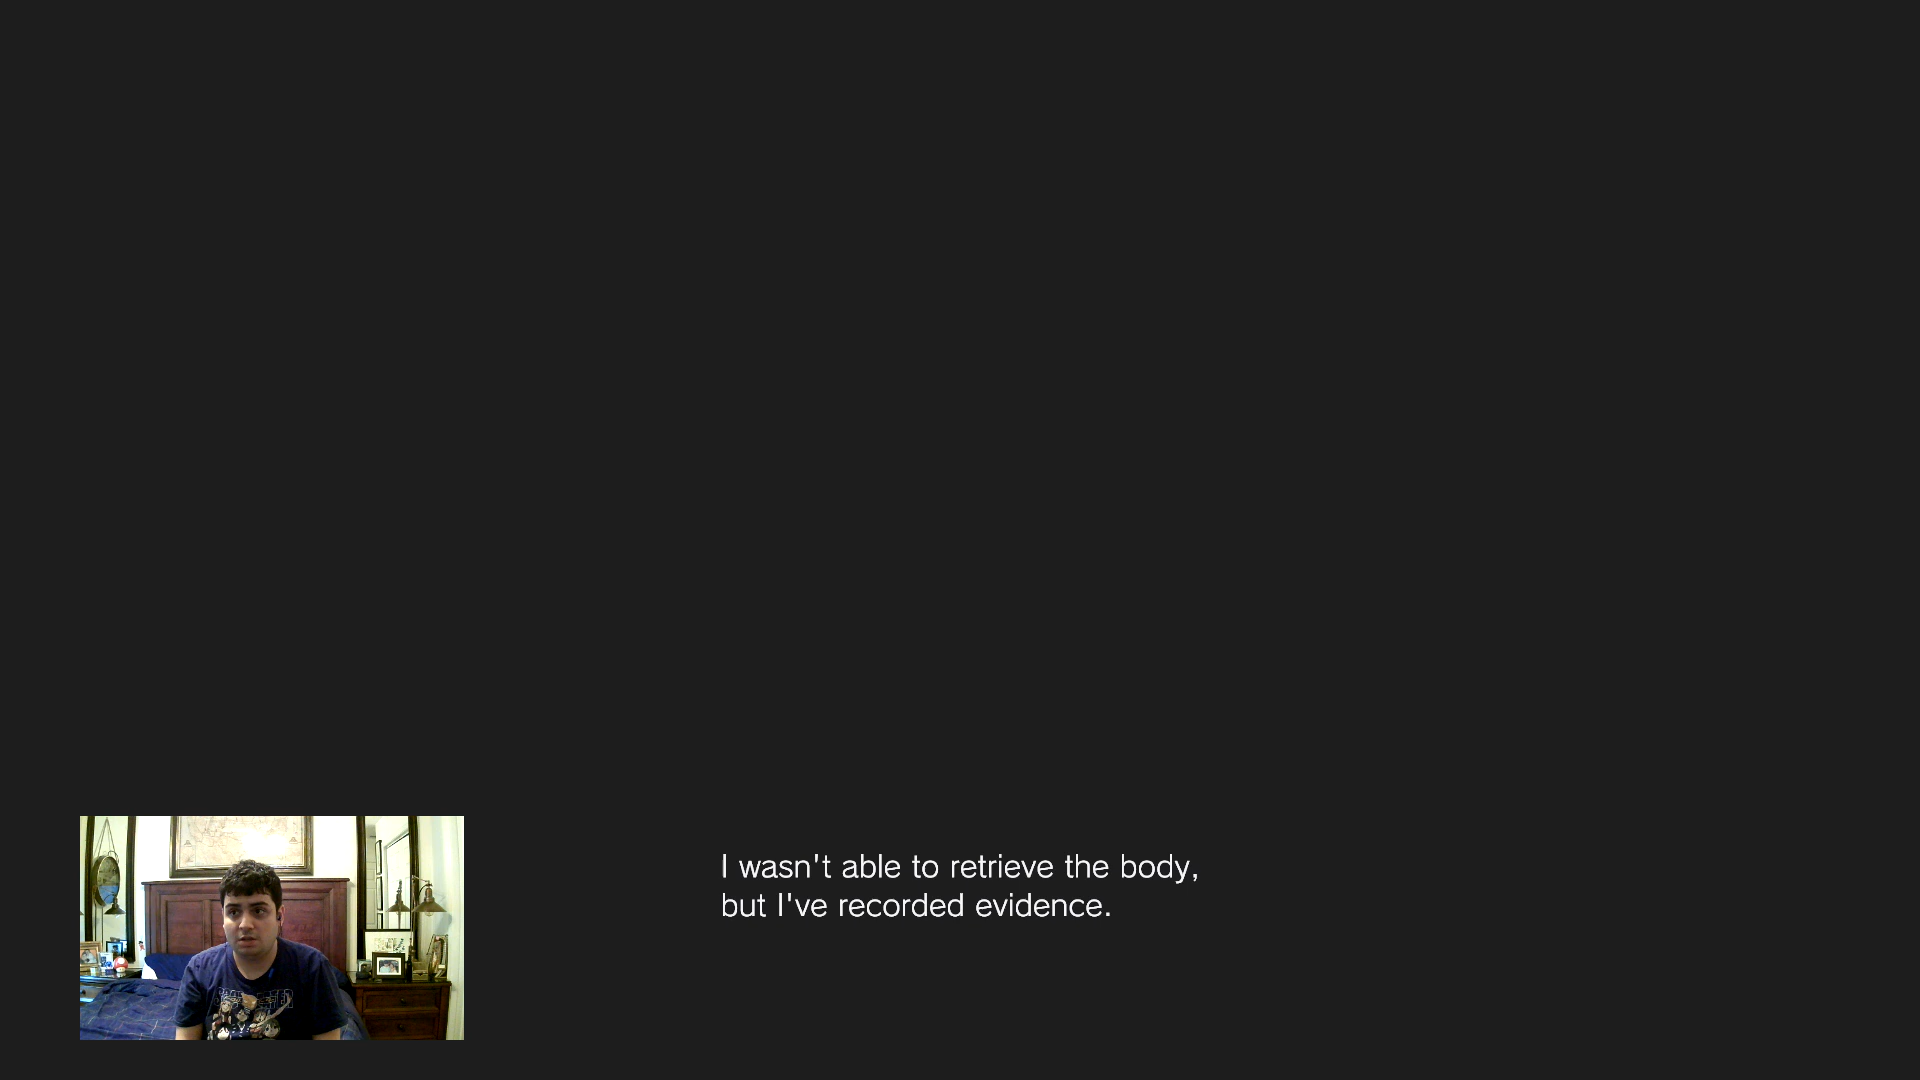 I wasn't able to retrieve the body,
but I've recorded evidence.